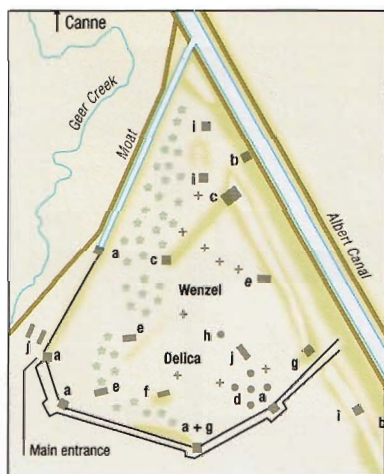 Canne
Geer Creek
Moat
i
b
i
c
Albert Canal
a
c
Wenzel
e
e
h
j
a
Delica
j
g
e
f
d
a
i
b
a + g
Main entrance